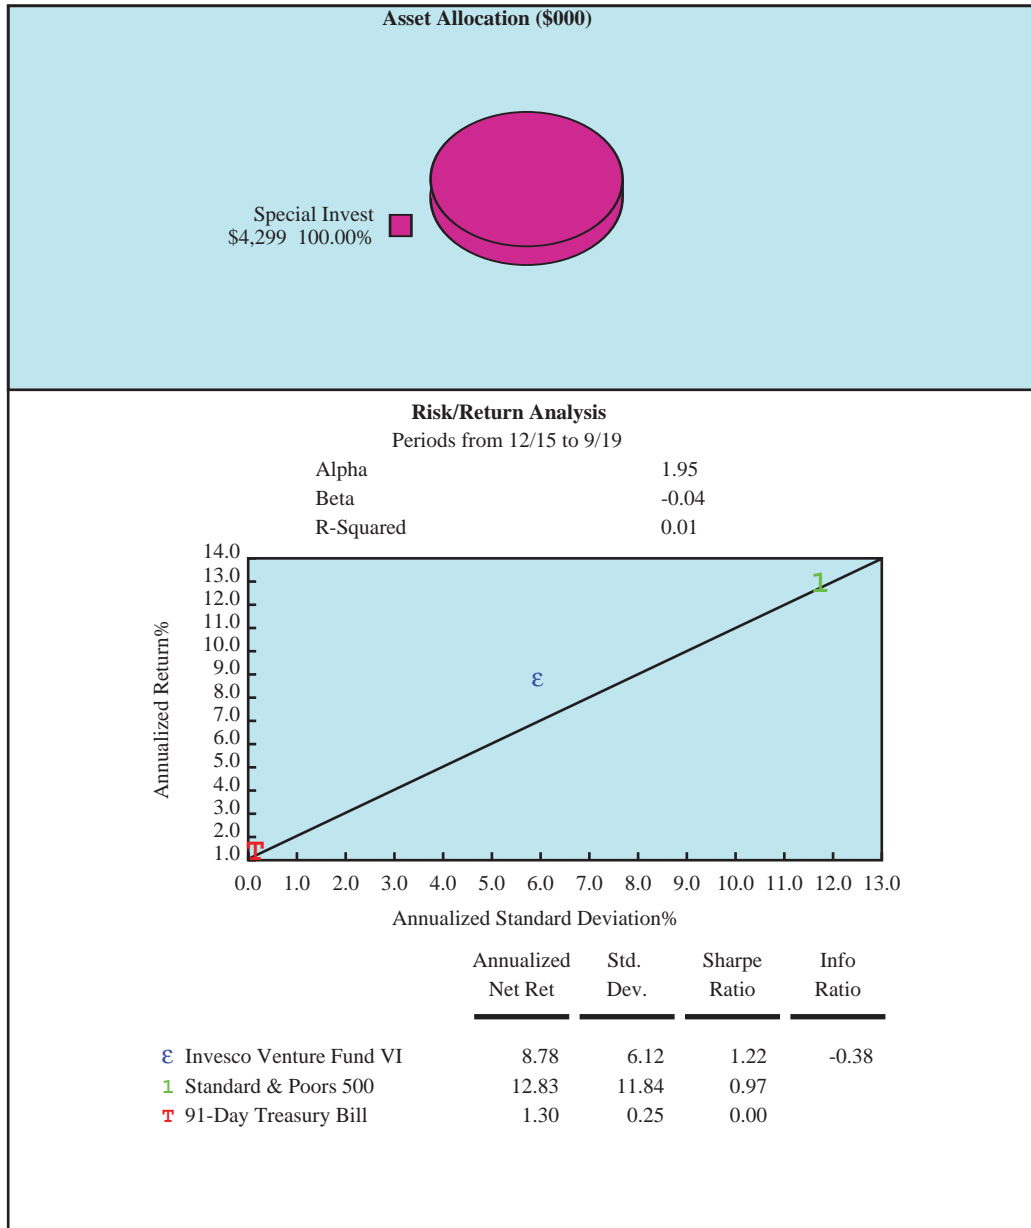 Asset Allocation ($000)
Special Invest
$4,299 100.00%
Risk/Return Analysis
Periods from 12/15 to 9/19
Alpha 1.95
Beta -0.04
R-Squared 0.01
14.0
13.0
12.0
11.0
10.0
9.0
8.0
7.0
6.0
5.0
4.0
3.0
2.0
1.0
Annualized Return%
1
ε
T
0.0 1.0 2.0 3.0 4.0 5.0 6.0 7.0 8.0 9.0 10.0 11.0 12.0 13.0
Annualized Standard Deviation%
Annualized Std. Sharpe Info
Net Ret Dev. Ratio Ratio
ε Invesco Venture Fund VI 8.78 6.12 1.22 -0.38
1 Standard & Poors 500 12.83 11.84 0.97
T 91-Day Treasury Bill 1.30 0.25 0.00